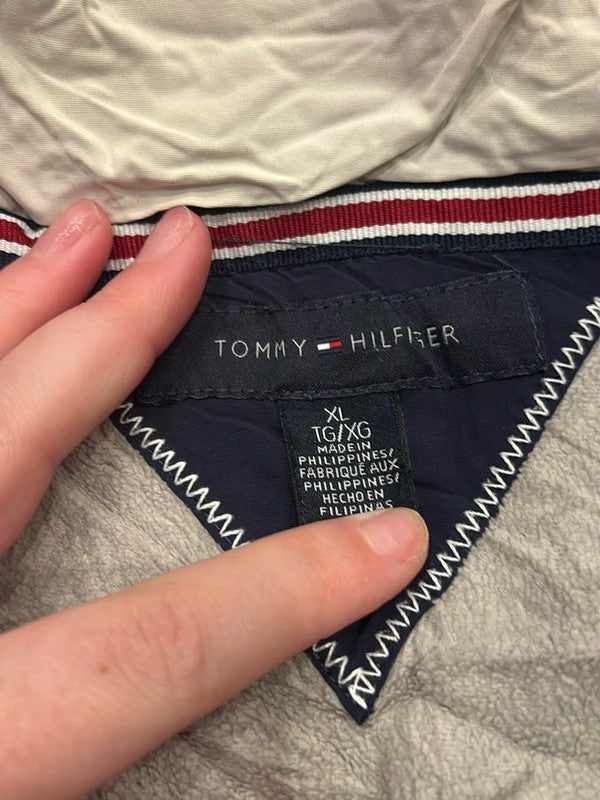 TOMMY HILFIGER
XL
TG/XG
MADE IN
PHILIPPINES/
FABRIQUÉ AUX
PHILIPPINES/
HECHO EN
FILIPINAS